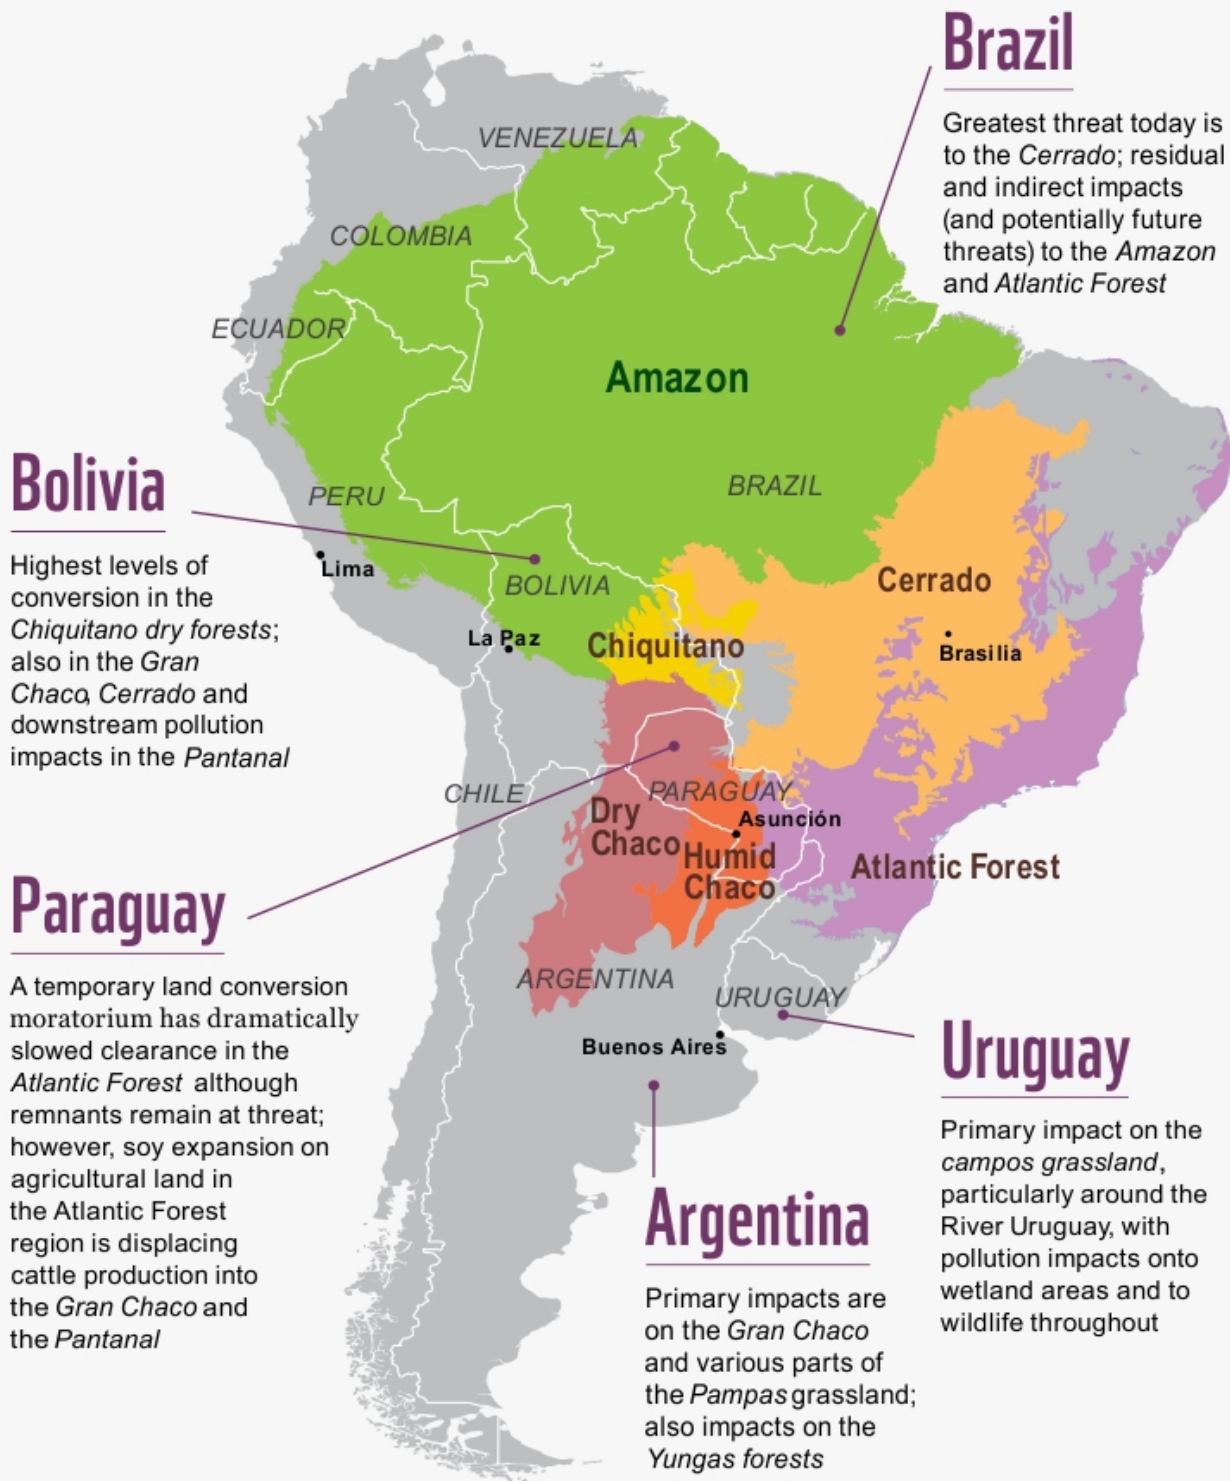 Brazil
Greatest threat today is
to the Cerrado; residual
and indirect impacts
(and potentially future
threats) to the Amazon
and Atlantic Forest
VENEZUELA
COLOMBIA
ECUADOR
Amazon
BRAZIL
PERU
Lima
BOLIVIA
La Paz
Chiquitano
Cerrado
Brasilia
CHILE
PARAGUAY
Asunción
Dry
Chaco
Humid
Chaco
Atlantic Forest
ARGENTINA
URUGUAY
Buenos Aires
Bolivia
Highest levels of
conversion in the
Chiquitano dry forests;
also in the Gran
Chaco, Cerrado and
downstream pollution
impacts in the Pantanal
Paraguay
A temporary land conversion
moratorium has dramatically
slowed clearance in the
Atlantic Forest although
remnants remain at threat;
however, soy expansion on
agricultural land in
the Atlantic Forest
region is displacing
cattle production into
the Gran Chaco and
the Pantanal
Argentina
Primary impacts are
on the Gran Chaco
and various parts of
the Pampas grassland;
also impacts on the
Yungas forests
Uruguay
Primary impact on the
campos grassland,
particularly around the
River Uruguay, with
pollution impacts onto
wetland areas and to
wildlife throughout